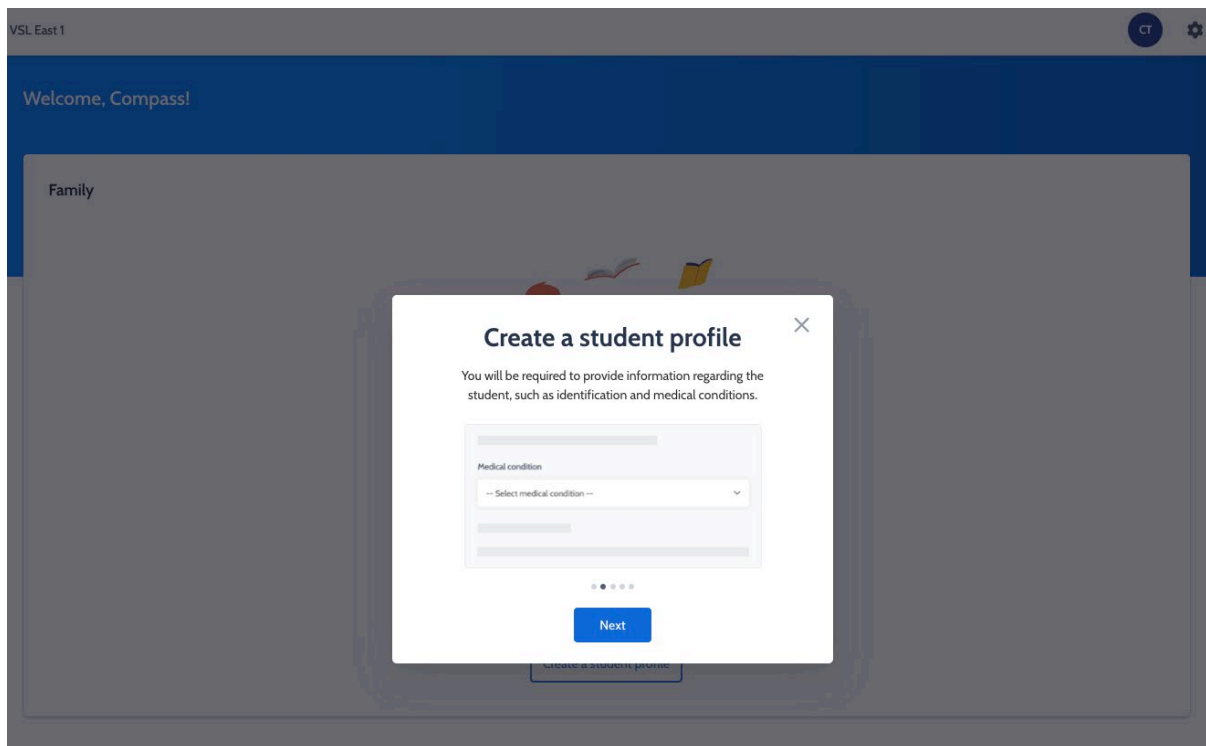 VSL East 1
CT
Welcome, Compass!
Family
Create a student profile
You will be required to provide information regarding the
student, such as identification and medical conditions.
Medical condition
-- Select medical condition --
Next
Create a student profile